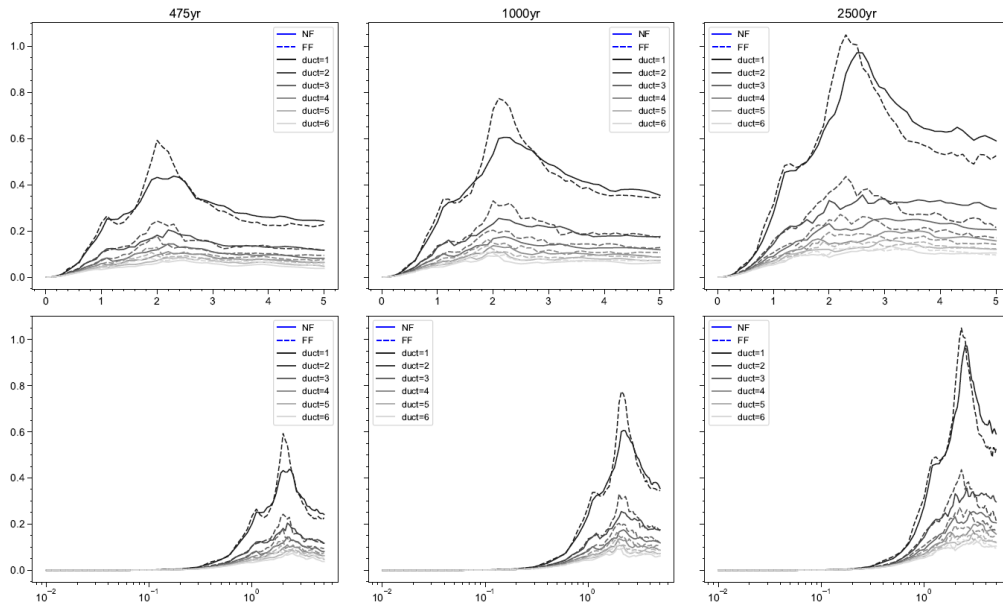 475yr
1000yr
2500yr
1.0
0.8
0.6
0.4
0.2
0.0
NF
FF
duct=1
duct=2
duct=3
duct=4
duct=5
duct=6
NF
FF
duct=1
duct=2
duct=3
duct=4
duct=5
duct=6
NF
FF
duct=1
duct=2
duct=3
duct=4
duct=5
duct=6
0 1 2 3 4 5
0 1 2 3 4 5
0 1 2 3 4 5
1.0
0.8
0.6
0.4
0.2
0.0
NF
FF
duct=1
duct=2
duct=3
duct=4
duct=5
duct=6
NF
FF
duct=1
duct=2
duct=3
duct=4
duct=5
duct=6
NF
FF
duct=1
duct=2
duct=3
duct=4
duct=5
duct=6
10⁻² 10⁻¹ 10⁰
10⁻² 10⁻¹ 10⁰
10⁻² 10⁻¹ 10⁰